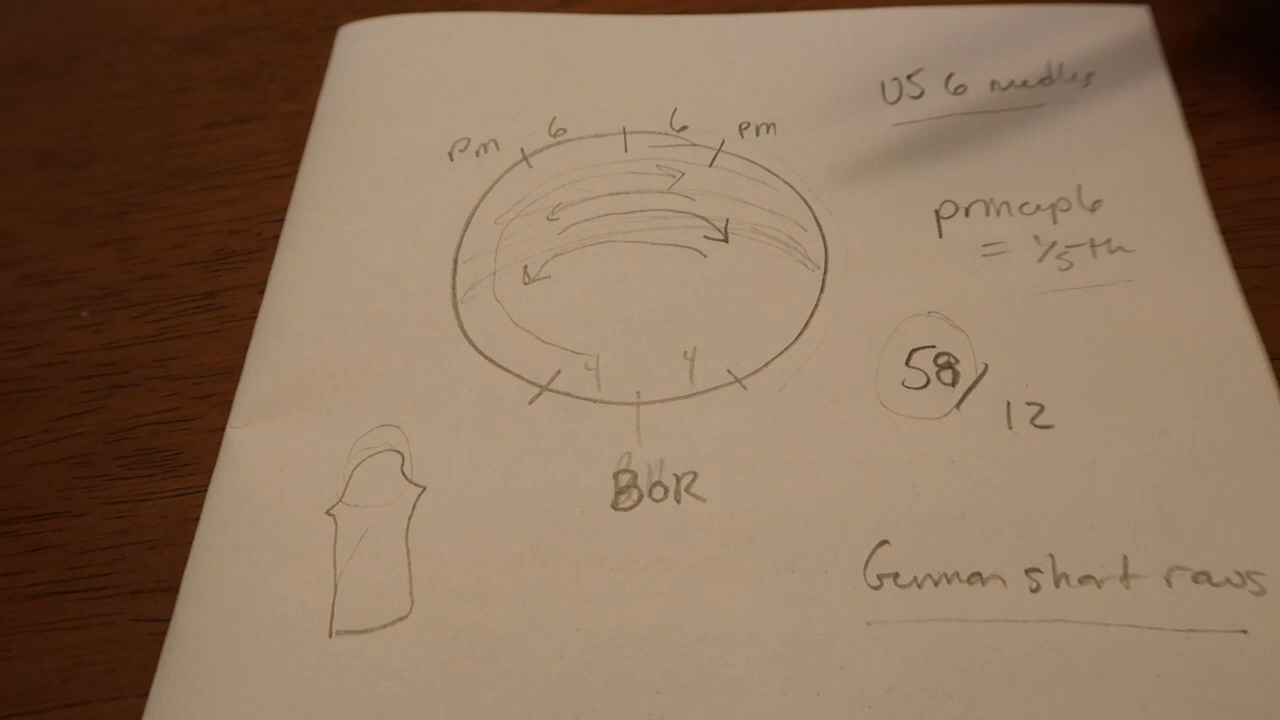 US 6 needles
pm 6 6 pm
principle
= 1/5th
58/12
4 4
BOR
German short rows